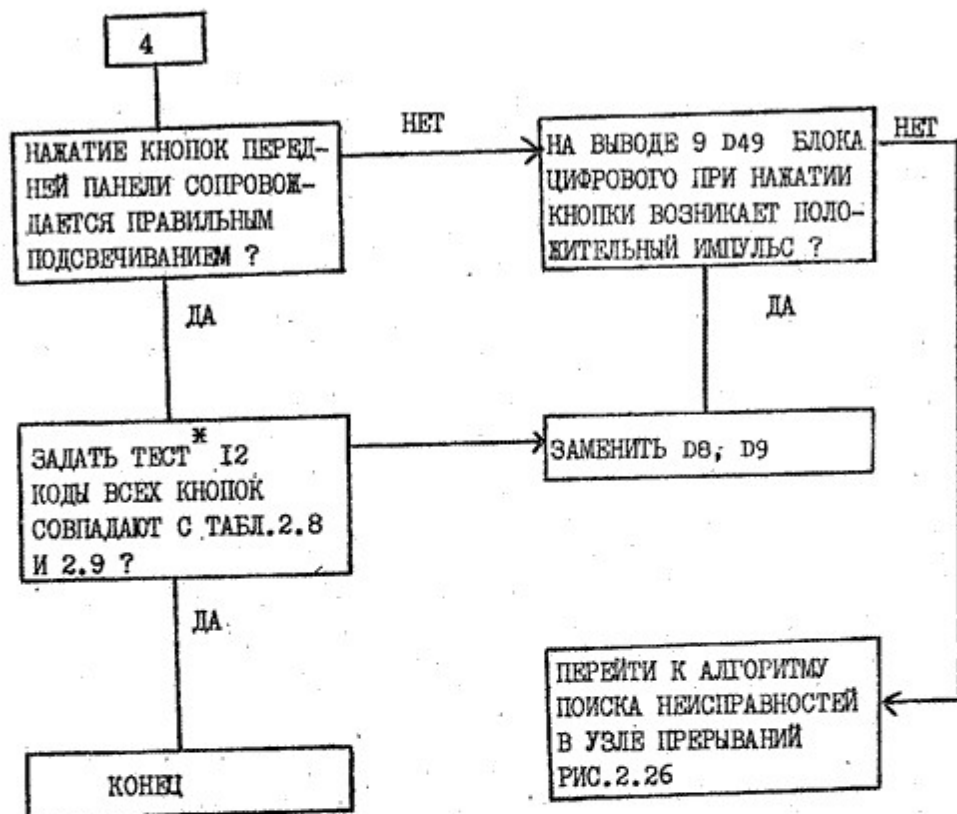 4
НАЖАТИЕ КНОПОК ПЕРЕД-
НЕЙ ПАНЕЛИ СОПРОВОЖ-
ДАЕТСЯ ПРАВИЛЬНЫМ
ПОДСВЕЧИВАНИЕМ ?
НЕТ
НА ВЫВОДЕ 9 D49 БЛОКА
ЦИФРОВОГО ПРИ НАЖАТИИ
КНОПКИ ВОЗНИКАЕТ ПОЛО-
ЖИТЕЛЬНЫЙ ИМПУЛЬС ?
НЕТ
ДА
ДА
ЗАДАТЬ ТЕСТ* I2
КОДЫ ВСЕХ КНОПОК
СОВПАДАЮТ С ТАБЛ.2.8
И 2.9 ?
ЗАМЕНИТЬ D8; D9
ДА
ПЕРЕЙТИ К АЛГОРИТМУ
ПОИСКА НЕИСПРАВНОСТЕЙ
В УЗЛЕ ПРЕРЫВАНИЙ
РИС.2.26
КОНЕЦ